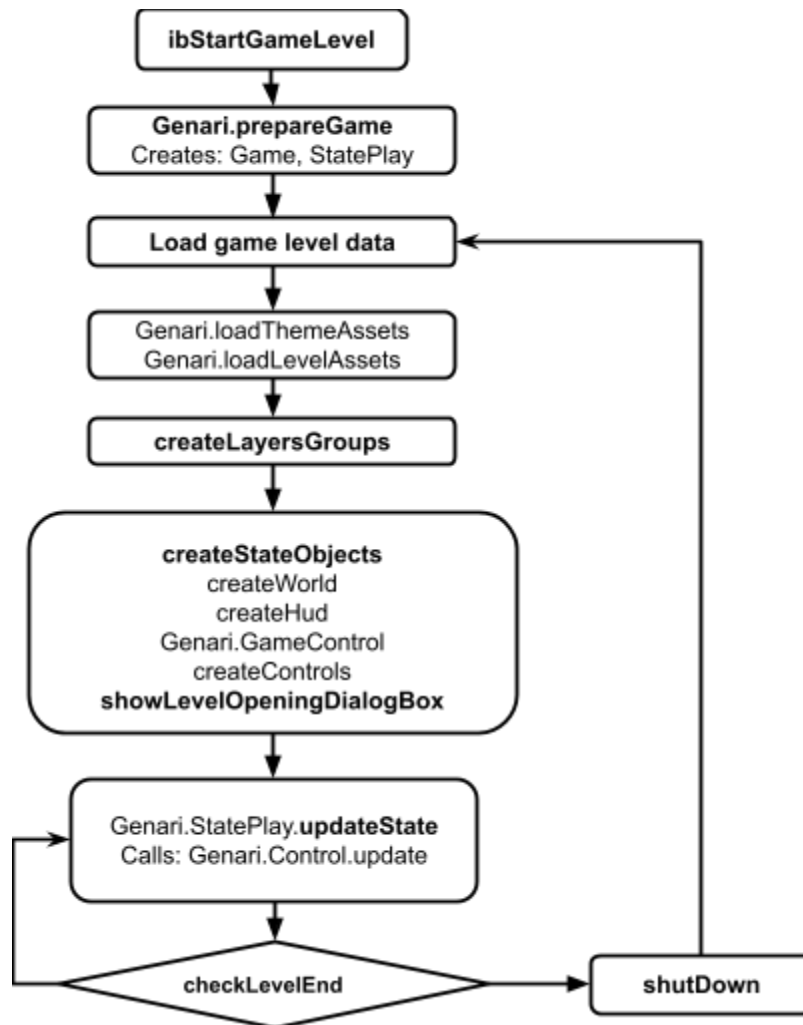 ibStartGameLevel
Genari.prepareGame
Creates: Game, StatePlay
Load game level data
Genari.loadThemeAssets
Genari.loadLevelAssets
createLayersGroups
createStateObjects
createWorld
createHud
Genari.GameControl
createControls
showLevelOpeningDialogBox
Genari.StatePlay.updateState
Calls: Genari.Control.update
checkLevelEnd
shutDown